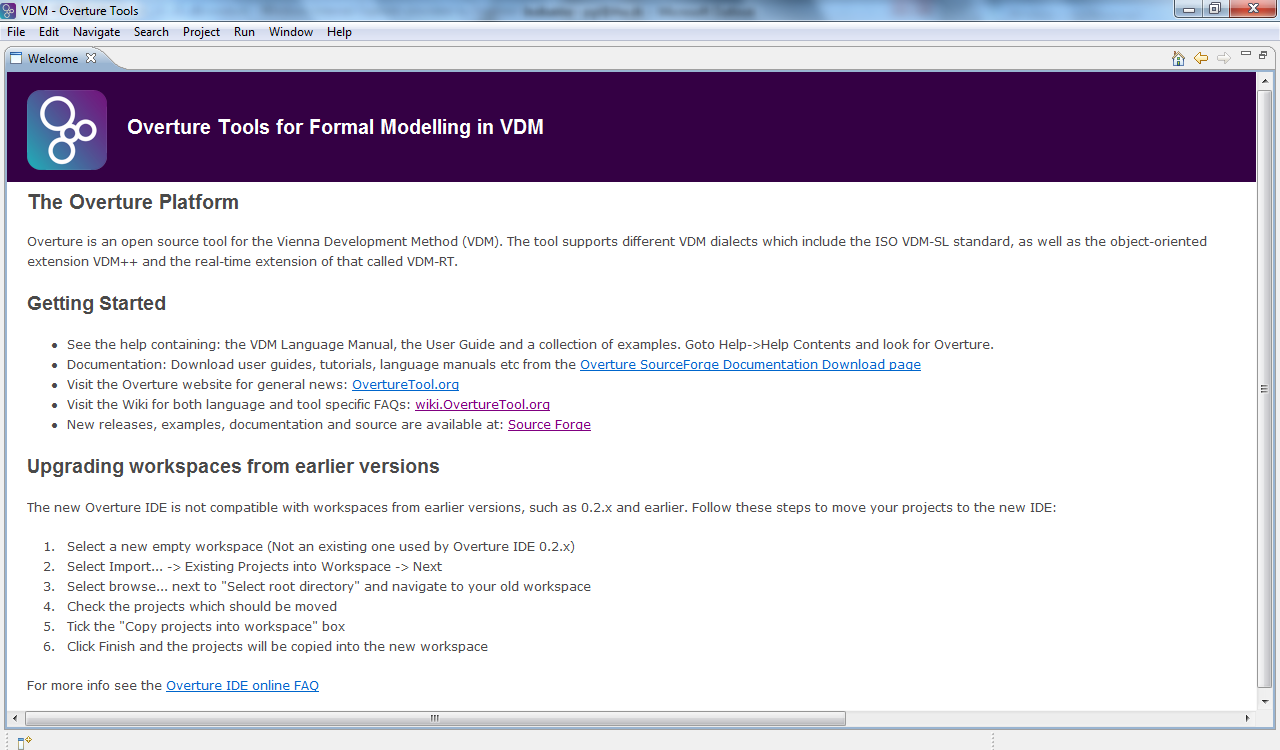 VDM - Overture Tools
File Edit Navigate Search Project Run Window Help
Welcome
Overture Tools for Formal Modelling in VDM
The Overture Platform
Overture is an open source tool for the Vienna Development Method (VDM). The tool supports different VDM dialects which include the ISO VDM-SL standard, as well as the object-oriented
extension VDM++ and the real-time extension of that called VDM-RT.
Getting Started
• See the help containing: the VDM Language Manual, the User Guide and a collection of examples. Goto Help->Help Contents and look for Overture.
• Documentation: Download user guides, tutorials, language manuals etc from the Overture SourceForge Documentation Download page
• Visit the Overture website for general news: OvertureTool.org
• Visit the Wiki for both language and tool specific FAQs: wiki.OvertureTool.org
• New releases, examples, documentation and source are available at: Source Forge
Upgrading workspaces from earlier versions
The new Overture IDE is not compatible with workspaces from earlier versions, such as 0.2.x and earlier. Follow these steps to move your projects to the new IDE:
1. Select a new empty workspace (Not an existing one used by Overture IDE 0.2.x)
2. Select Import... -> Existing Projects into Workspace -> Next
3. Select browse... next to "Select root directory" and navigate to your old workspace
4. Check the projects which should be moved
5. Tick the "Copy projects into workspace" box
6. Click Finish and the projects will be copied into the new workspace
For more info see the Overture IDE online FAQ